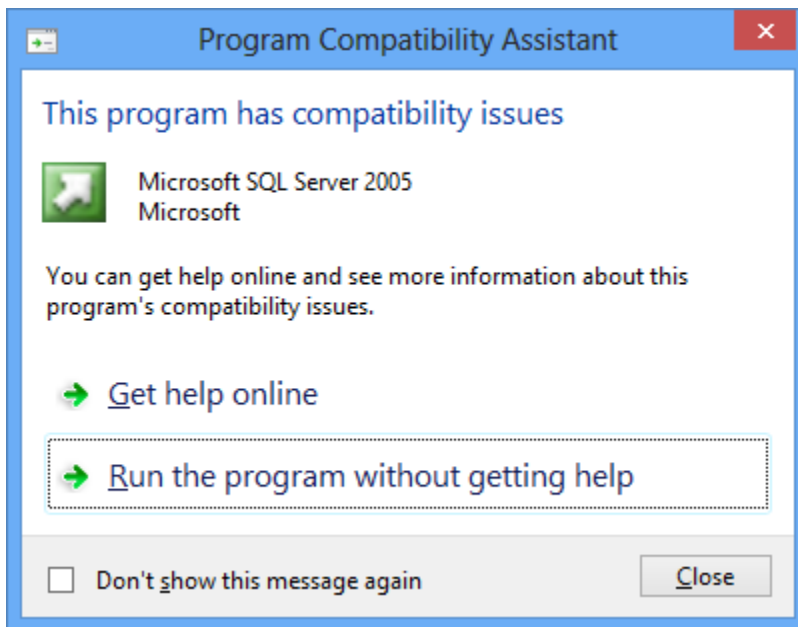 Program Compatibility Assistant
This program has compatibility issues
Microsoft SQL Server 2005
Microsoft
You can get help online and see more information about this
program's compatibility issues.
Get help online
Run the program without getting help
Don't show this message again
Close